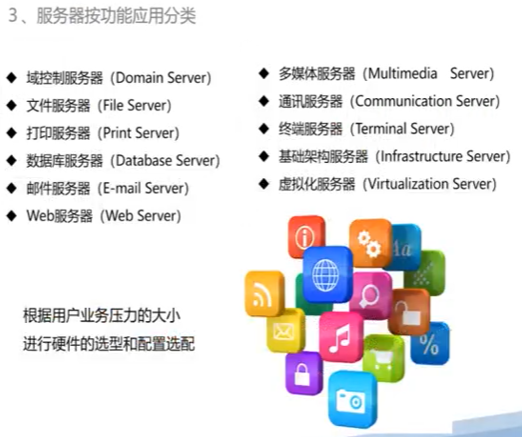 3、服务器按功能应用分类
◆ 域控制服务器（Domain Server）
◆ 文件服务器（File Server）
◆ 打印服务器（Print Server）
◆ 数据库服务器（Database Server）
◆ 邮件服务器（E-mail Server）
◆ Web服务器（Web Server）
◆ 多媒体服务器（Multimedia Server）
◆ 通讯服务器（Communication Server）
◆ 终端服务器（Terminal Server）
◆ 基础架构服务器（Infrastructure Server）
◆ 虚拟化服务器（Virtualization Server）
Aa
%
根据用户业务压力的大小
进行硬件的选型和配置选配